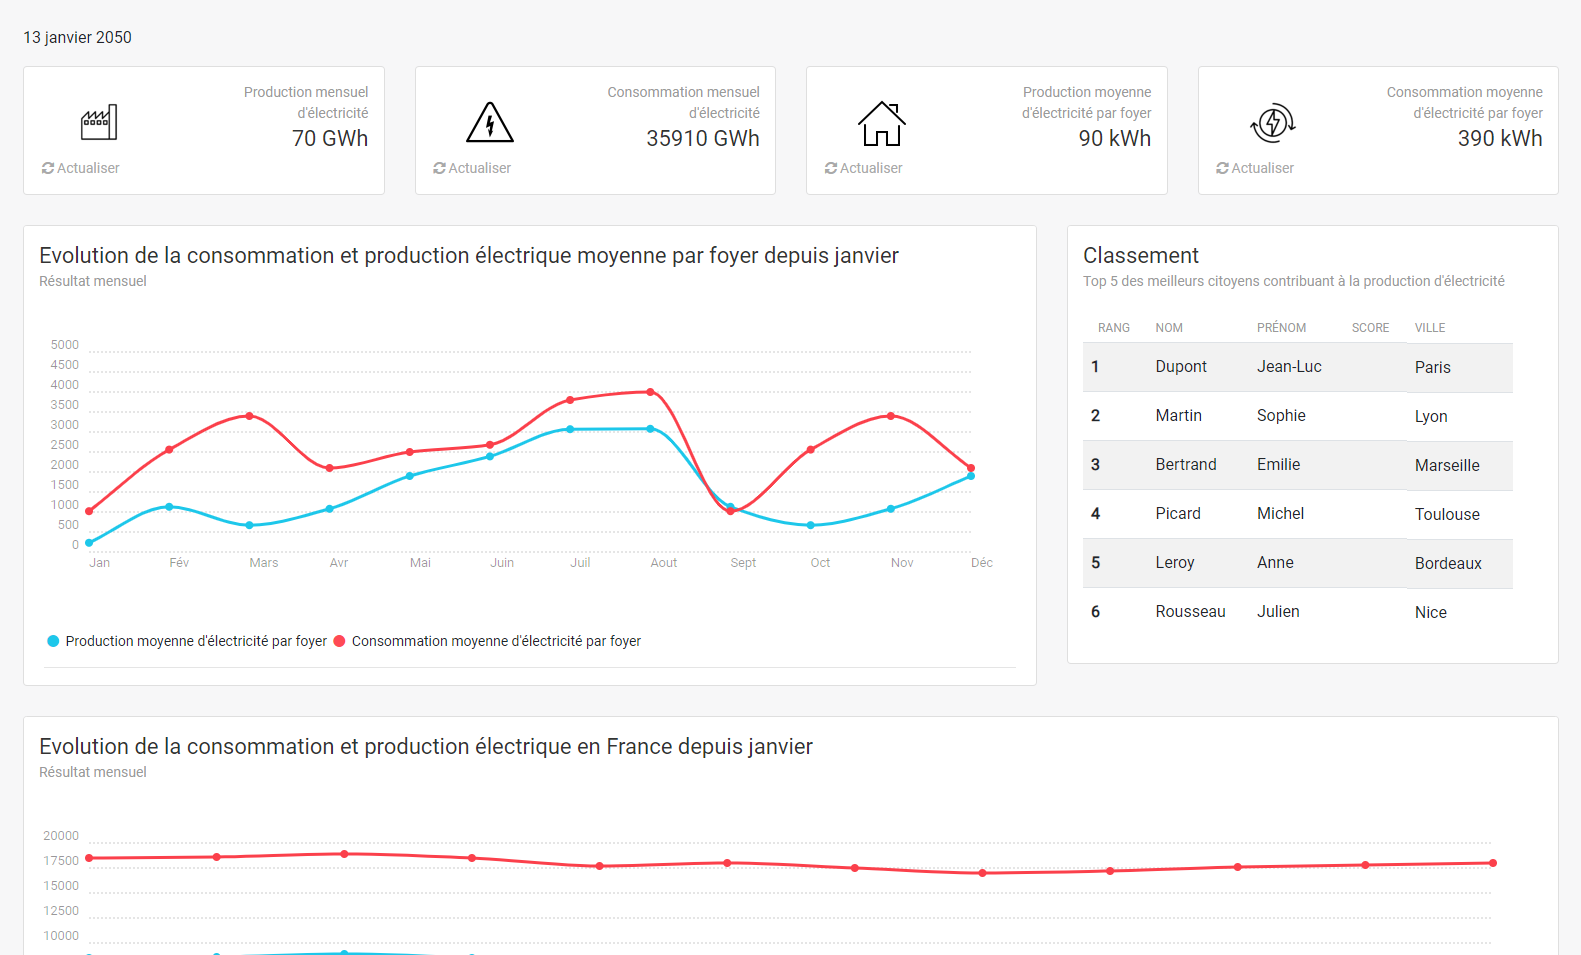 13 janvier 2050
Production mensuel
d'électricité
70 GWh
Actualiser
Consommation mensuel
d'électricité
35910 GWh
Actualiser
Production moyenne
d'électricité par foyer
90 kWh
Actualiser
Consommation moyenne
d'électricité par foyer
390 kWh
Actualiser
Evolution de la consommation et production électrique moyenne par foyer depuis janvier
Résultat mensuel
5000
4500
4000
3500
3000
2500
2000
1500
1000
500
0
Jan Fév Mars Avr Mai Juin Juil Aout Sept Oct Nov Déc
Production moyenne d'électricité par foyer Consommation moyenne d'électricité par foyer
Classement
Top 5 des meilleurs citoyens contribuant à la production d'électricité
RANG NOM PRÉNOM SCORE VILLE
1 Dupont Jean-Luc Paris
2 Martin Sophie Lyon
3 Bertrand Emilie Marseille
4 Picard Michel Toulouse
5 Leroy Anne Bordeaux
6 Rousseau Julien Nice
Evolution de la consommation et production électrique en France depuis janvier
Résultat mensuel
20000
17500
15000
12500
10000